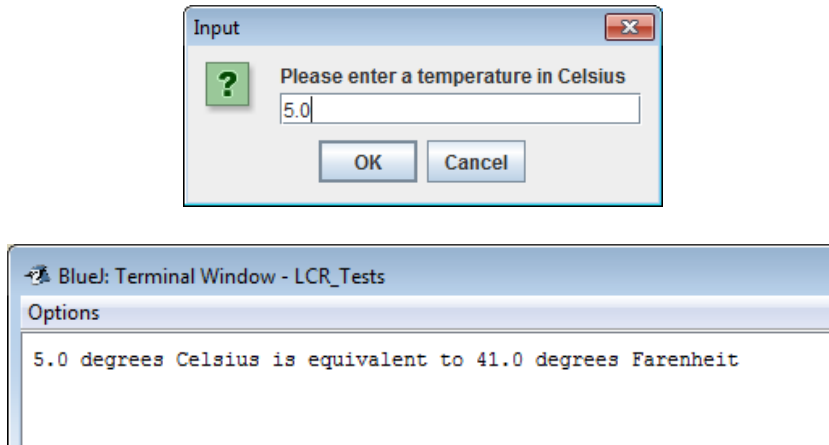 Input
?
Please enter a temperature in Celsius
5.0
OK Cancel
BlueJ: Terminal Window - LCR_Tests
Options
5.0 degrees Celsius is equivalent to 41.0 degrees Farenheit